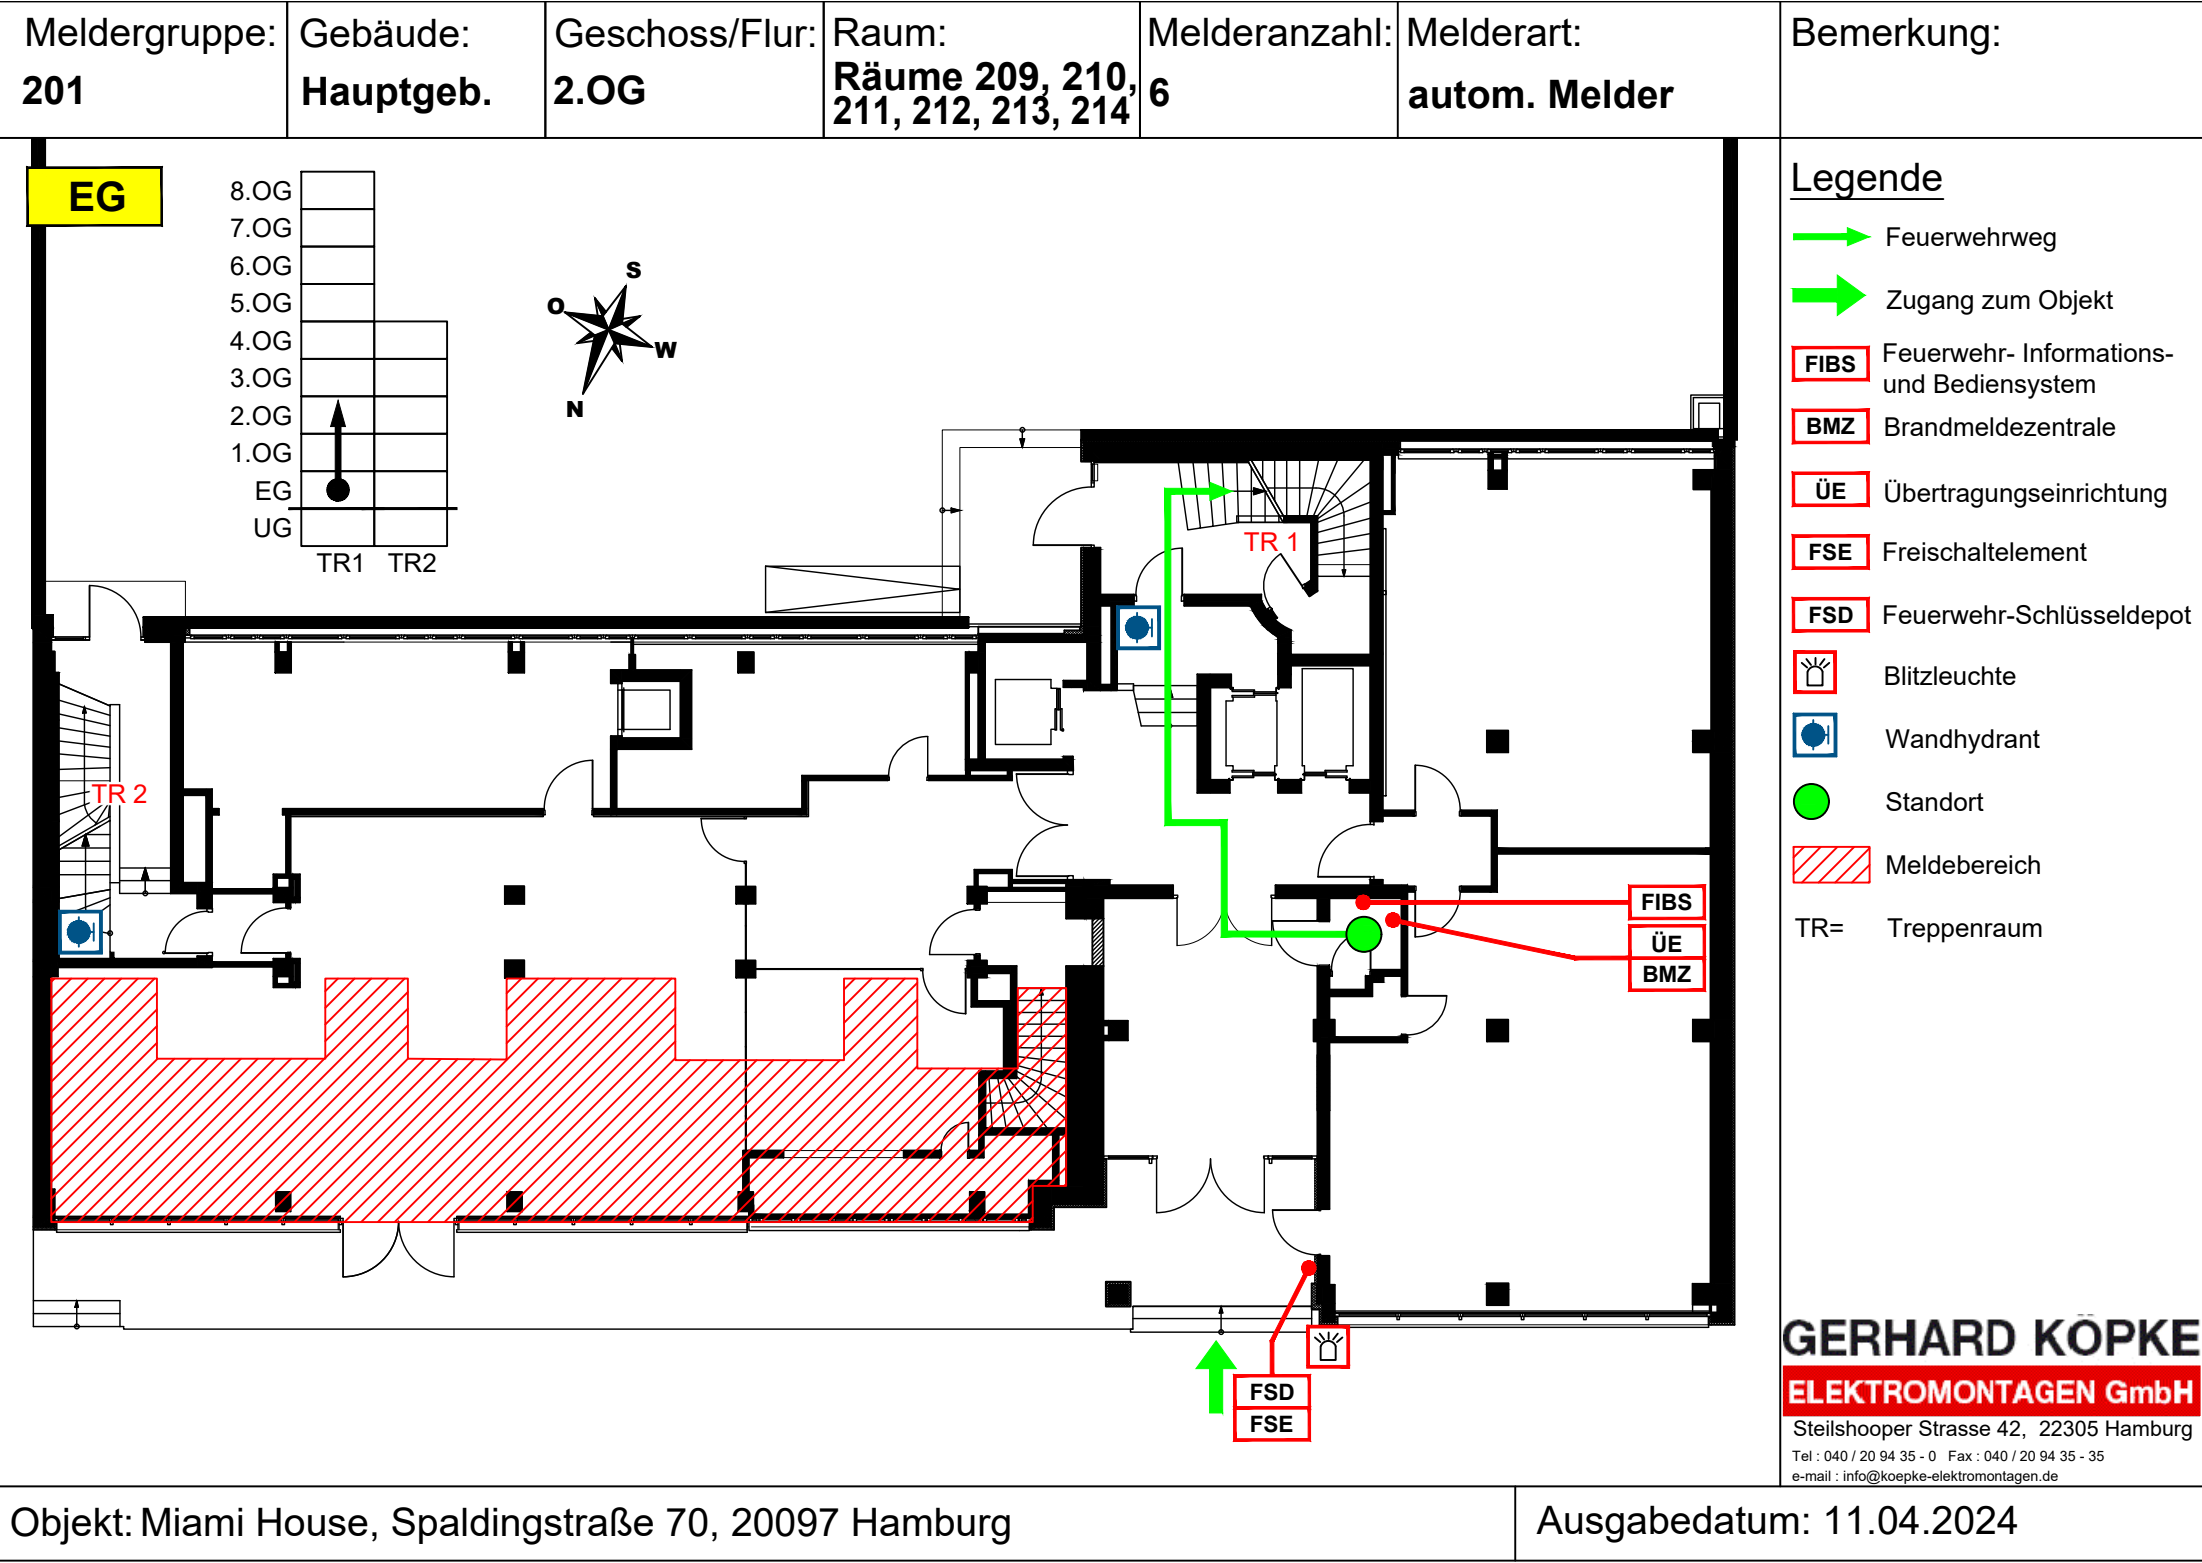 Meldergruppe:
201
Gebäude:
Hauptgeb.
Geschoss/Flur:
2.OG
Raum:
Räume 209, 210,
211, 212, 213, 214
Melderanzahl:
6
Melderart:
autom. Melder
Bemerkung:
EG
8.OG
7.OG
6.OG
5.OG
4.OG
3.OG
2.OG
1.OG
EG
UG
TR1 TR2
S
O
W
N
TR 1
TR 2
FIBS
ÜE
BMZ
FSD
FSE
Legende
Feuerwehrweg
Zugang zum Objekt
FIBS Feuerwehr- Informations-
und Bediensystem
BMZ Brandmeldezentrale
ÜE Übertragungseinrichtung
FSE Freischaltelement
FSD Feuerwehr-Schlüsseldepot
Blitzleuchte
Wandhydrant
Standort
Meldebereich
TR= Treppenraum
GERHARD KÖPKE
ELEKTROMONTAGEN GmbH
Steilshooper Strasse 42, 22305 Hamburg
Tel : 040 / 20 94 35 - 0 Fax : 040 / 20 94 35 - 35
e-mail : info@koepke-elektromontagen.de
Objekt: Miami House, Spaldingstraße 70, 20097 Hamburg
Ausgabedatum: 11.04.2024